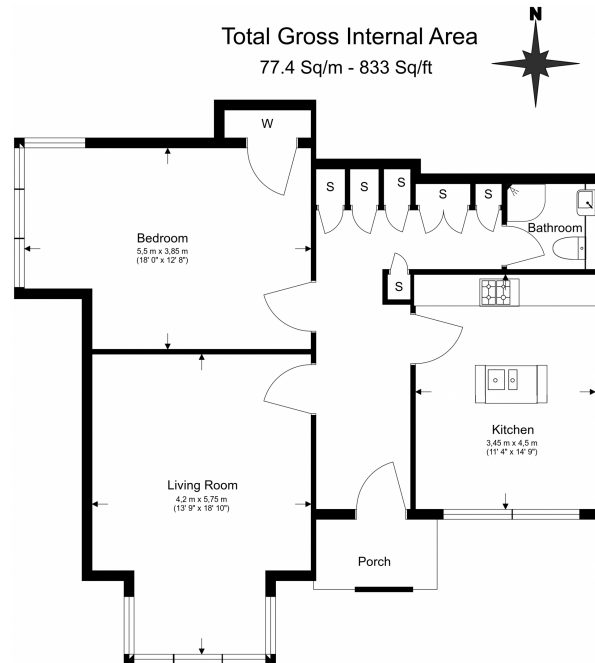 Total Gross Internal Area
77.4 Sq/m - 833 Sq/ft
N
W
S
S
S
S
S
Bathroom
Bedroom
5,5 m x 3,85 m
(18' 0" x 12' 8")
S
Kitchen
3,45 m x 4,5 m
(11' 4" x 14' 9")
Living Room
4,2 m x 5,75 m
(13' 9" x 18' 10")
Porch